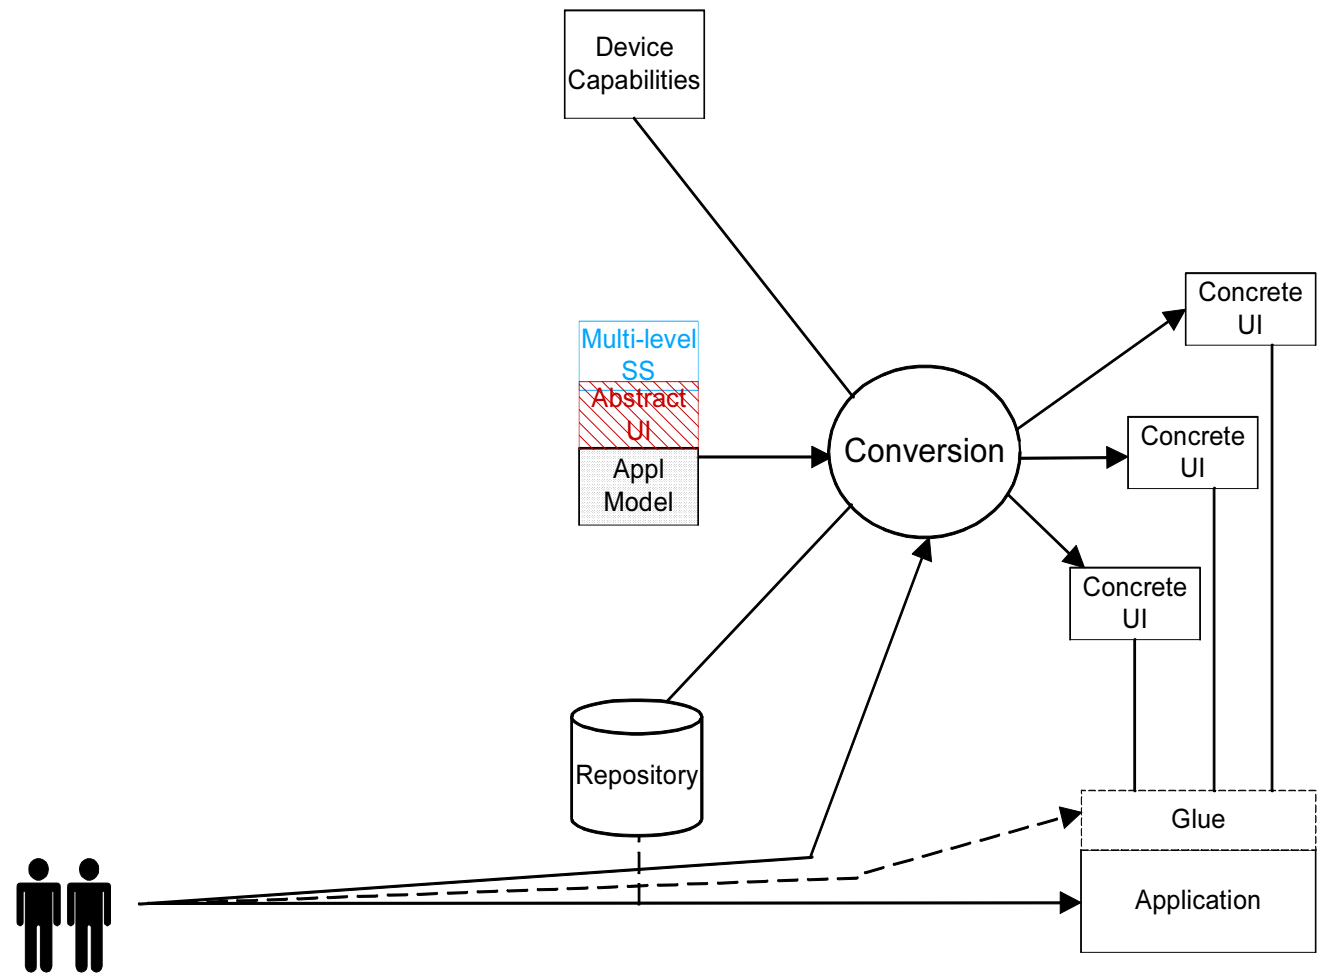 Device
Capabilities
Multi-level
SS
Abstract
UI
Appl
Model
Conversion
Concrete
UI
Concrete
UI
Concrete
UI
Repository
Glue
Application